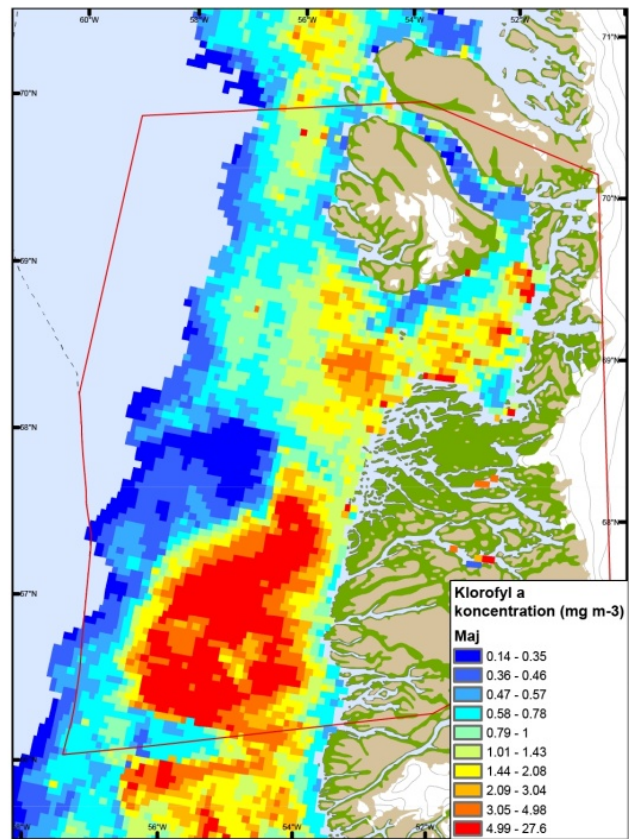 60°W 58°W 56°W 54°W 52°W
71°N
70°N
70°N
69°N
69°N
68°N
68°N
67°N
56°W 54°W 52°W
Klorofyl a
koncentration (mg m-3)
Maj
0.14 - 0.35
0.36 - 0.46
0.47 - 0.57
0.58 - 0.78
0.79 - 1
1.01 - 1.43
1.44 - 2.08
2.09 - 3.04
3.05 - 4.98
4.99 - 27.6